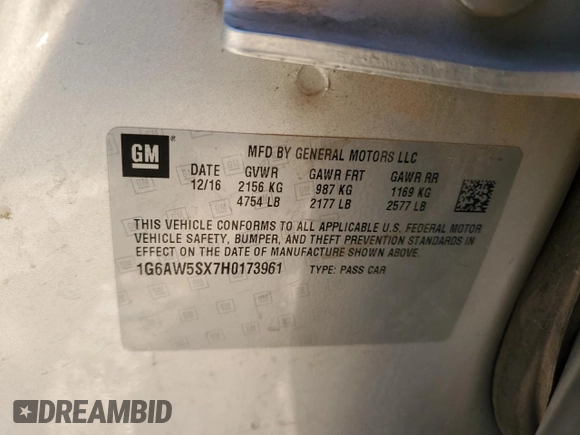 GM
MFD BY GENERAL MOTORS LLC
DATE GVWR GAWR FRT GAWR RR
12/16 2156 KG 987 KG 1169 KG
4754 LB 2177 LB 2577 LB
THIS VEHICLE CONFORMS TO ALL APPLICABLE U.S. FEDERAL MOTOR
VEHICLE SAFETY, BUMPER, AND THEFT PREVENTION STANDARDS IN
EFFECT ON THE DATE OF MANUFACTURE SHOWN ABOVE.
1G6AW5SX7H0173961 TYPE: PASS CAR
DREAMBID